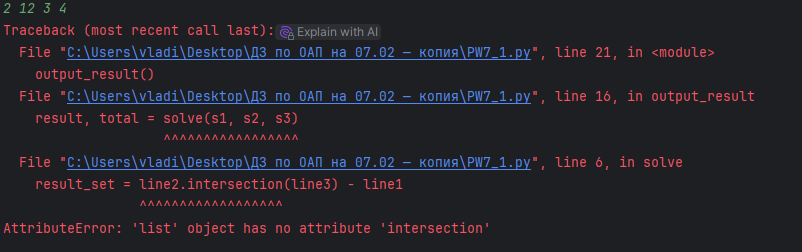 2 12 3 4
Traceback (most recent call last): Explain with AI
  File "C:\Users\vladi\Desktop\ДЗ по ОАП на 07.02 — копия\PW7_1.py", line 21, in <module>
    output_result()
  File "C:\Users\vladi\Desktop\ДЗ по ОАП на 07.02 — копия\PW7_1.py", line 16, in output_result
    result, total = solve(s1, s2, s3)
                    ^^^^^^^^^^^^^^^^^
  File "C:\Users\vladi\Desktop\ДЗ по ОАП на 07.02 — копия\PW7_1.py", line 6, in solve
    result_set = line2.intersection(line3) - line1
                 ^^^^^^^^^^^^^^^^^^
AttributeError: 'list' object has no attribute 'intersection'